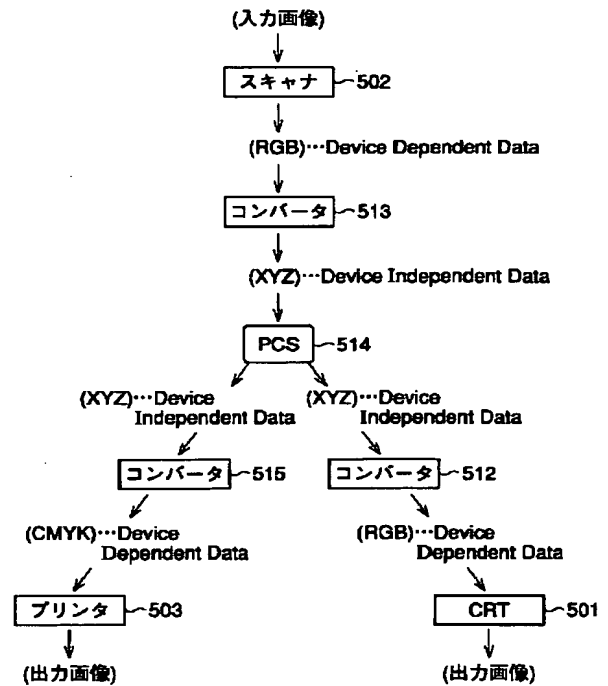 (入力画像)
スキャナ 502
(RGB)…Device Dependent Data
コンバータ 513
(XYZ)…Device Independent Data
PCS 514
(XYZ)…Device
Independent Data
(XYZ)…Device
Independent Data
コンバータ 515
コンバータ 512
(CMYK)…Device
Dependent Data
(RGB)…Device
Dependent Data
プリンタ 503
CRT 501
(出力画像)
(出力画像)